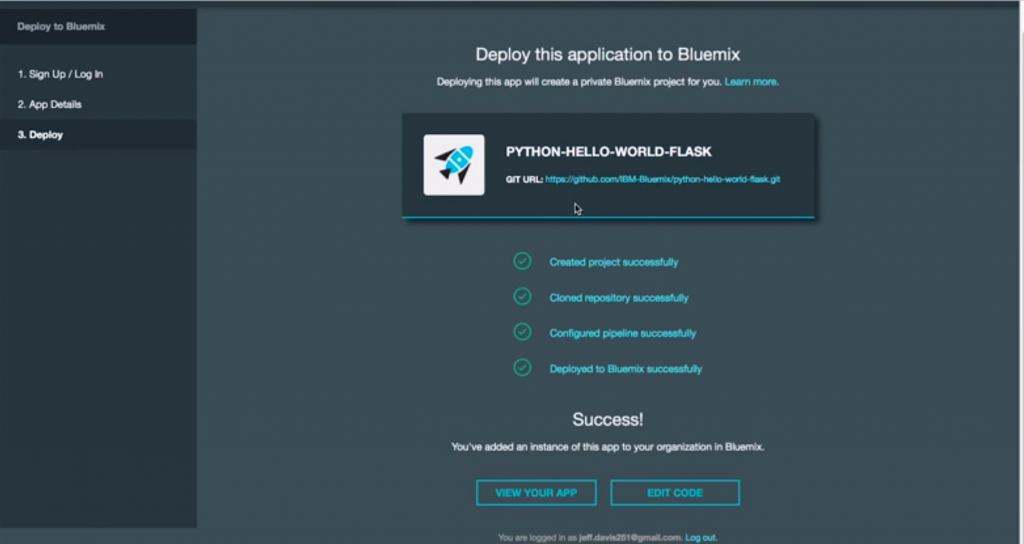 Deploy to Bluemix
1. Sign Up / Log In
2. App Details
3. Deploy
Deploy this application to Bluemix
Deploying this app will create a private Bluemix project for you. Learn more.
PYTHON-HELLO-WORLD-FLASK
GIT URL: https://github.com/IBM-Bluemix/python-hello-world-flask.git
Created project successfully
Cloned repository successfully
Configured pipeline successfully
Deployed to Bluemix successfully
Success!
You've added an instance of this app to your organization in Bluemix.
VIEW YOUR APP
EDIT CODE
You are logged in as jeff.davis251@gmail.com. Log out.